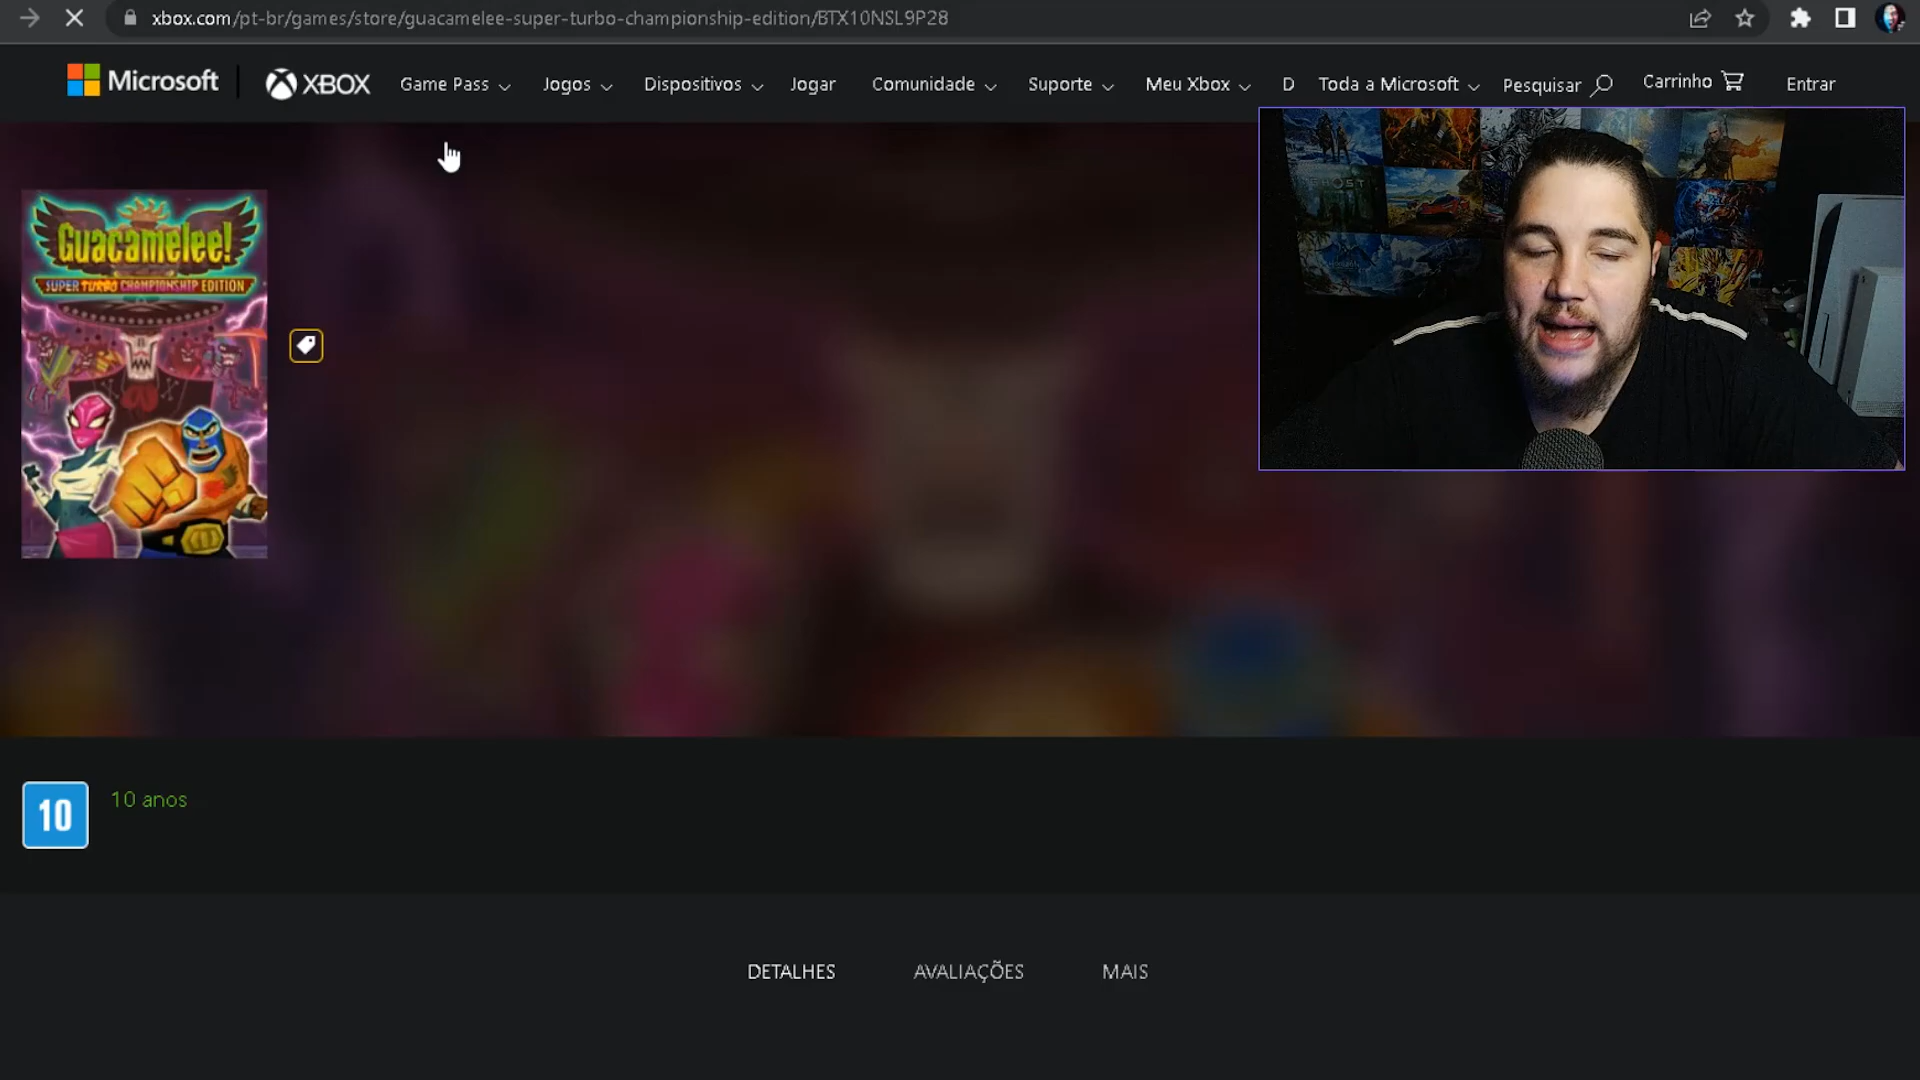 xbox.com/pt-br/games/store/guacamelee-super-turbo-championship-edition/BTX10NSL9P28
Microsoft XBOX Game Pass Jogos Dispositivos Jogar Comunidade Suporte Meu Xbox D Toda a Microsoft Pesquisar Carrinho Entrar
Guacamelee!
SUPER TURBO CHAMPIONSHIP EDITION
GHOST
10 10 anos
DETALHES AVALIAÇÕES MAIS